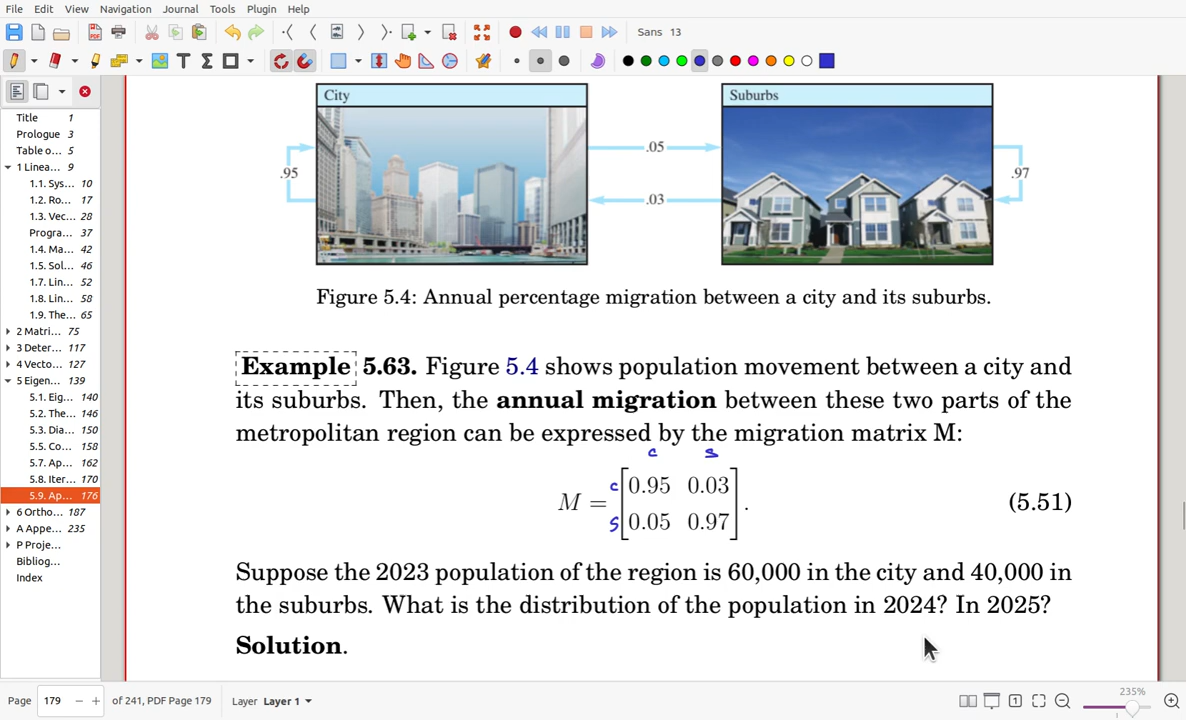 File Edit View Navigation Journal Tools Plugin Help
Sans 13
Title 1
Prologue 3
Table o... 5
1 Linea... 9
1.1. Sys... 10
1.2. Ro... 17
1.3. Vec... 28
Progra... 37
1.4. Ma... 42
1.5. Sol... 46
1.7. Lin... 52
1.8. Lin... 58
1.9. The... 65
2 Matri... 75
3 Deter... 117
4 Vecto... 127
5 Eigen... 139
5.1. Eig... 140
5.2. The... 146
5.3. Dia... 150
5.5. Co... 158
5.7. Ap... 162
5.8. Iter... 170
5.9. Ap... 176
6 Ortho... 187
A Appe... 235
P Proje...
Bibliog...
Index
City Suburbs
.05
.95 .97
.03
Figure 5.4: Annual percentage migration between a city and its suburbs.
Example 5.63. Figure 5.4 shows population movement between a city and
its suburbs. Then, the annual migration between these two parts of the
metropolitan region can be expressed by the migration matrix M:
c s
c 0.95 0.03
M = . (5.51)
s 0.05 0.97
Suppose the 2023 population of the region is 60,000 in the city and 40,000 in
the suburbs. What is the distribution of the population in 2024? In 2025?
Solution.
Page 179 − + of 241, PDF Page 179 Layer Layer 1 235%